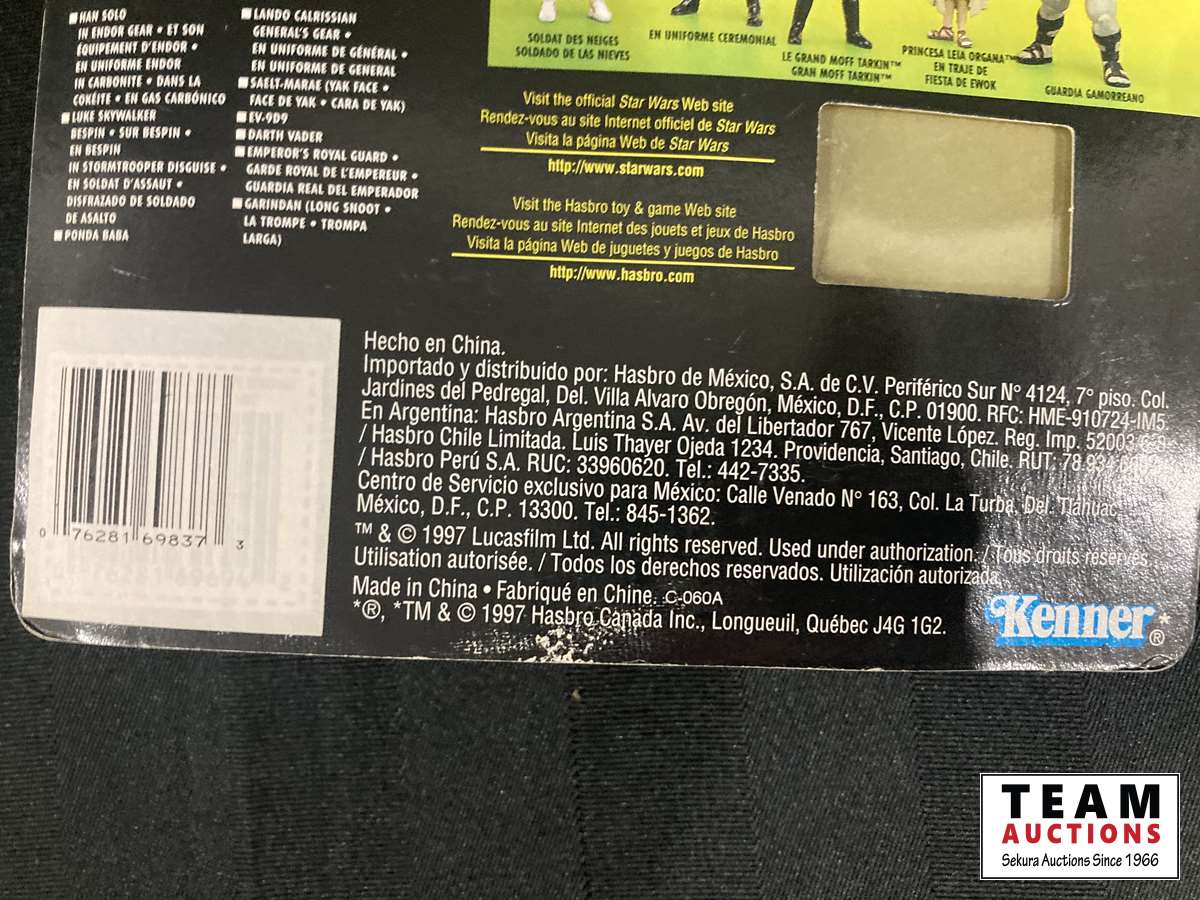 HAN SOLO
IN ENDOR GEAR • ET SON
ÉQUIPEMENT D'ENDOR •
EN UNIFORME ENDOR
IN CARBONITE • DANS LA
COKÉITE • EN GAS CARBÓNICO
LUKE SKYWALKER
BESPIN • SUR BESPIN •
EN BESPIN
IN STORMTROOPER DISGUISE •
EN SOLDAT D'ASSAUT •
DISFRAZADO DE SOLDADO
DE ASALTO
PONDA BABA
LANDO CALRISSIAN
GENERAL'S GEAR •
EN UNIFORME DE GÉNÉRAL •
EN UNIFORME DE GENERAL
SAELT-MARAE (YAK FACE •
FACE DE YAK • CARA DE YAK)
EV-9D9
DARTH VADER
EMPEROR'S ROYAL GUARD •
GARDE ROYAL DE L'EMPEREUR •
GUARDIA REAL DEL EMPERADOR
GARINDAN (LONG SNOOT •
LA TROMPE • TROMPA
LARGA)
SOLDAT DES NEIGES
SOLDADO DE LAS NIEVES
EN UNIFORME CEREMONIAL
LE GRAND MOFF TARKIN™
GRAN MOFF TARKIN™
PRINCESA LEIA ORGANA™
EN TRAJE DE
FIESTA DE EWOK
GUARDIA GAMORREANO
Visit the official Star Wars Web site
Rendez-vous au site Internet officiel de Star Wars
Visita la página Web de Star Wars
http://www.starwars.com
Visit the Hasbro toy & game Web site
Rendez-vous au site Internet des jouets et jeux de Hasbro
Visita la página Web de juguetes y juegos de Hasbro
http://www.hasbro.com
0 76281 69837 3
Hecho en China.
Importado y distribuido por: Hasbro de México, S.A. de C.V. Periférico Sur N° 4124, 7° piso. Col.
Jardines del Pedregal, Del. Villa Alvaro Obregón, México, D.F., C.P. 01900. RFC: HME-910724-IM5.
En Argentina: Hasbro Argentina S.A. Av. del Libertador 767, Vicente López. Reg. Imp.
/ Hasbro Chile Limitada. Luis Thayer Ojeda 1234. Providencia, Santiago, Chile. RUT:
/ Hasbro Perú S.A. RUC: 33960620. Tel.: 442-7335.
Centro de Servicio exclusivo para México: Calle Venado N° 163, Col. La Turba, Del. Tláhuac,
México, D.F., C.P. 13300. Tel.: 845-1362.
™ & © 1997 Lucasfilm Ltd. All rights reserved. Used under authorization. / Tous droits réservés.
Utilisation autorisée. / Todos los derechos reservados. Utilización autorizada.
Made in China • Fabriqué en Chine. C-060A
*®, *TM & © 1997 Hasbro Canada Inc., Longueuil, Québec J4G 1G2.
Kenner*®
TEAM
AUCTIONS
Sekura Auctions Since 1966